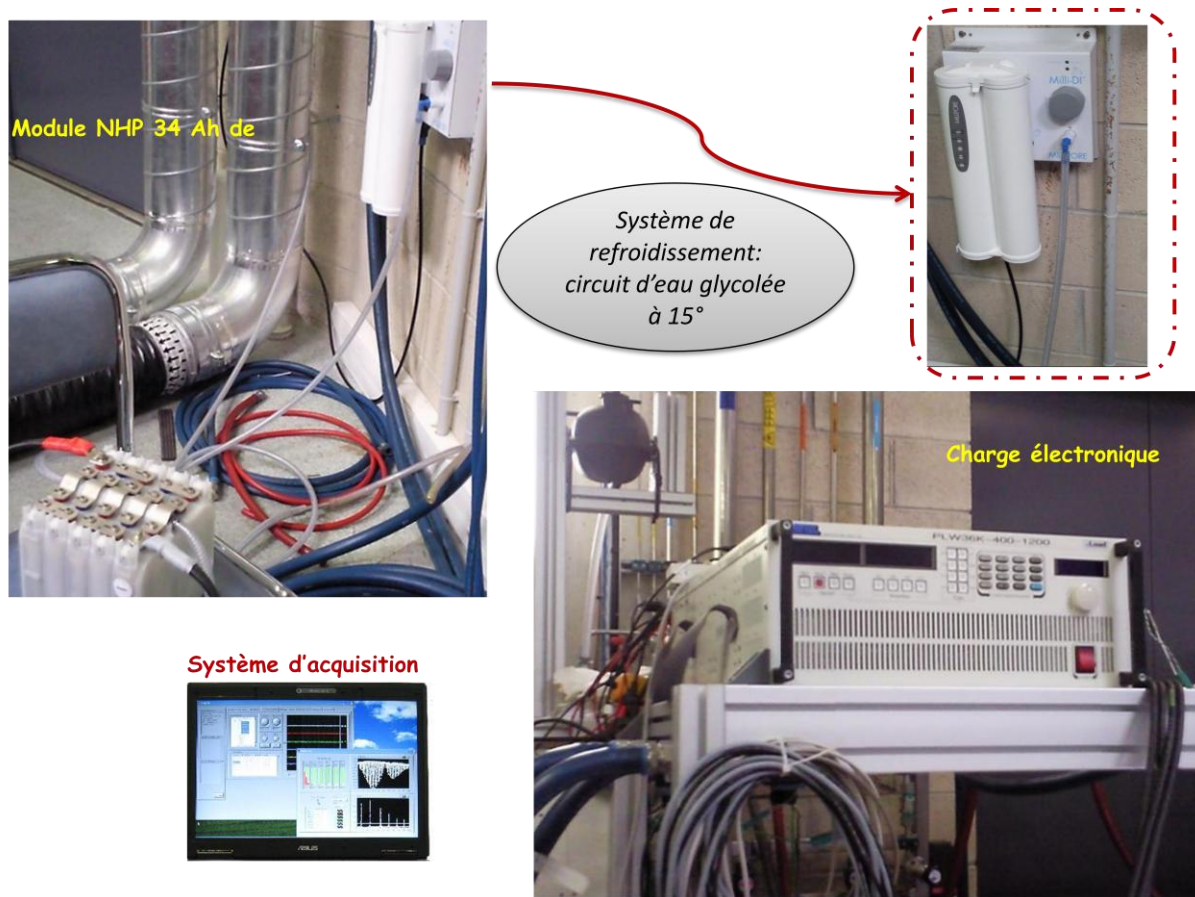 Module NHP 34 Ah de
Milli-DI
MILLIPORE
Système de
refroidissement:
circuit d'eau glycolée
à 15°
Charge électronique
PLW36K-400-1200
Système d'acquisition
ASUS